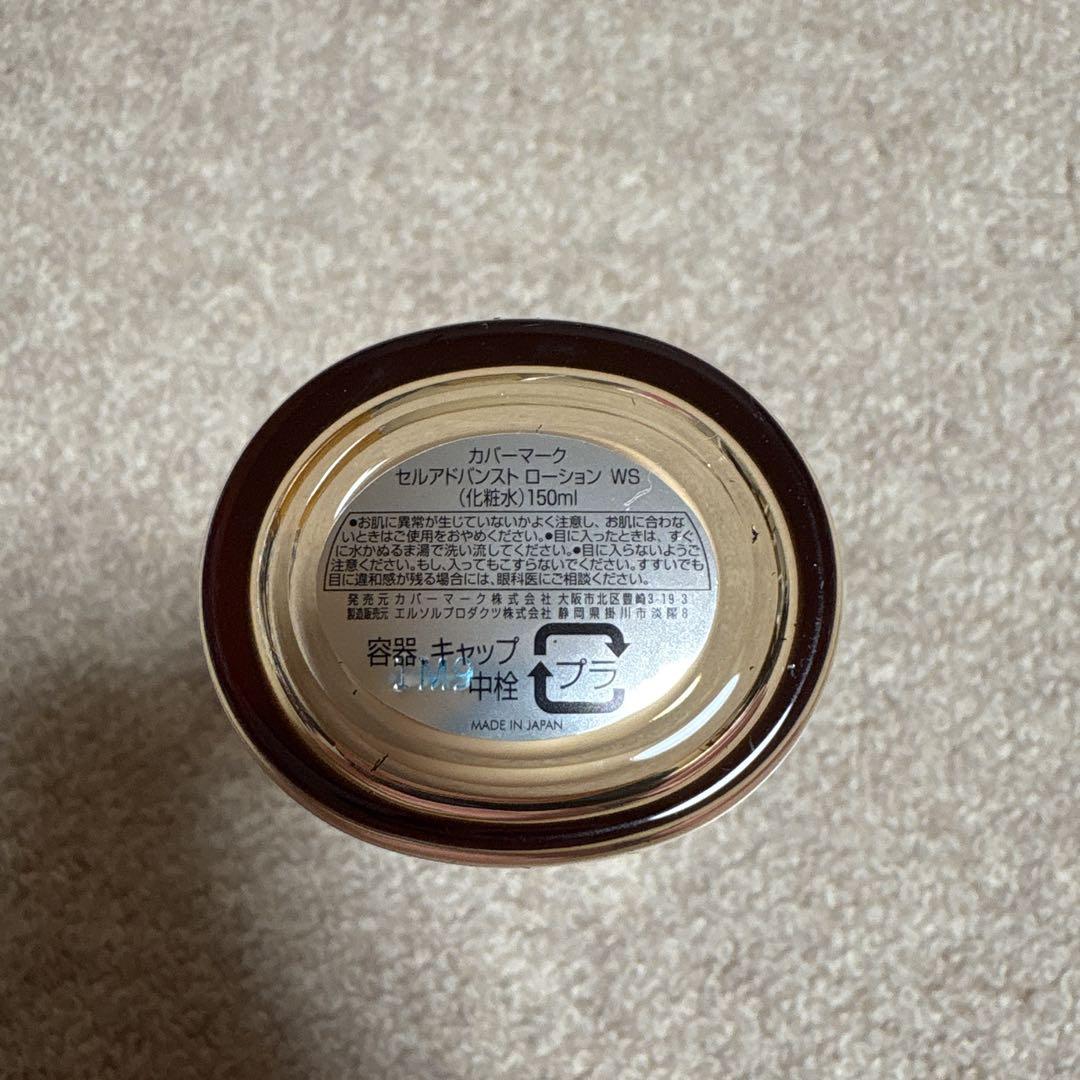 カバーマーク
セルアドバンスト ローション WS
(化粧水)150ml
●お肌に異常が生じていないかよく注意し、お肌に合わな
いときはご使用をおやめください。●目に入ったときは、すぐ
に水かぬるま湯で洗い流してください。●目に入らないようご
注意ください。もし、入ってもこすらないでください。すすいでも
目に違和感が残る場合には、眼科医にご相談ください。
発売元 カバーマーク株式会社 大阪市北区豊崎3-19-3
製造販売元 エルソルプロダクツ株式会社 静岡県掛川市淡陽8
容器、キャップ
中栓
プラ
MADE IN JAPAN